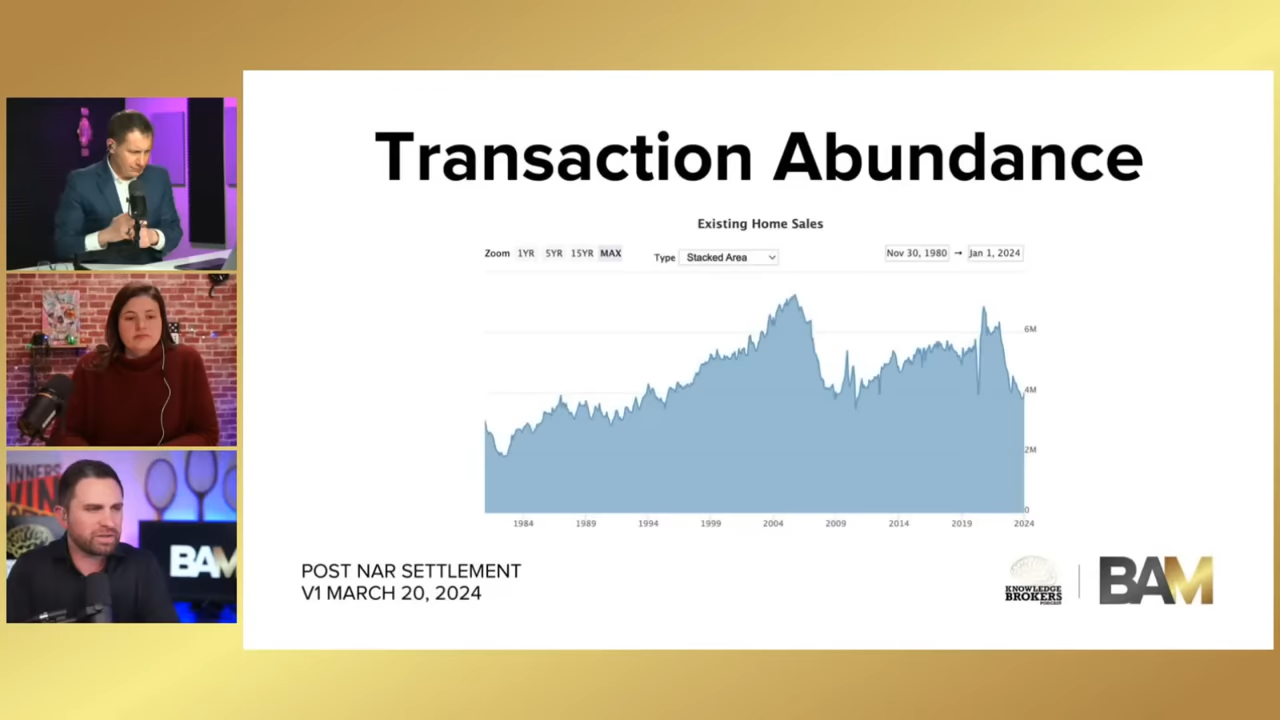 Transaction Abundance
Existing Home Sales
Zoom 1YR 5YR 15YR MAX
Type Stacked Area
Nov 30, 1980 → Jan 1, 2024
6M
4M
2M
0
1984 1989 1994 1999 2004 2009 2014 2019 2024
POST NAR SETTLEMENT
V1 MARCH 20, 2024
KNOWLEDGE
BROKERS
PODCAST
BAM
BAM